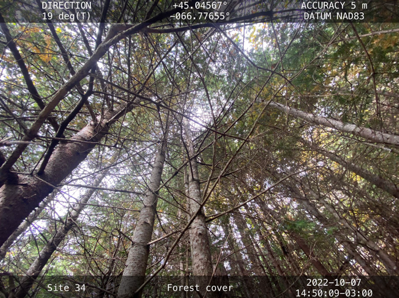 DIRECTION
19 deg(T)
+45.04567°
-066.77655°
ACCURACY 5 m
DATUM NAD83
Site 34
Forest cover
2022-10-07
14:50:09-03:00